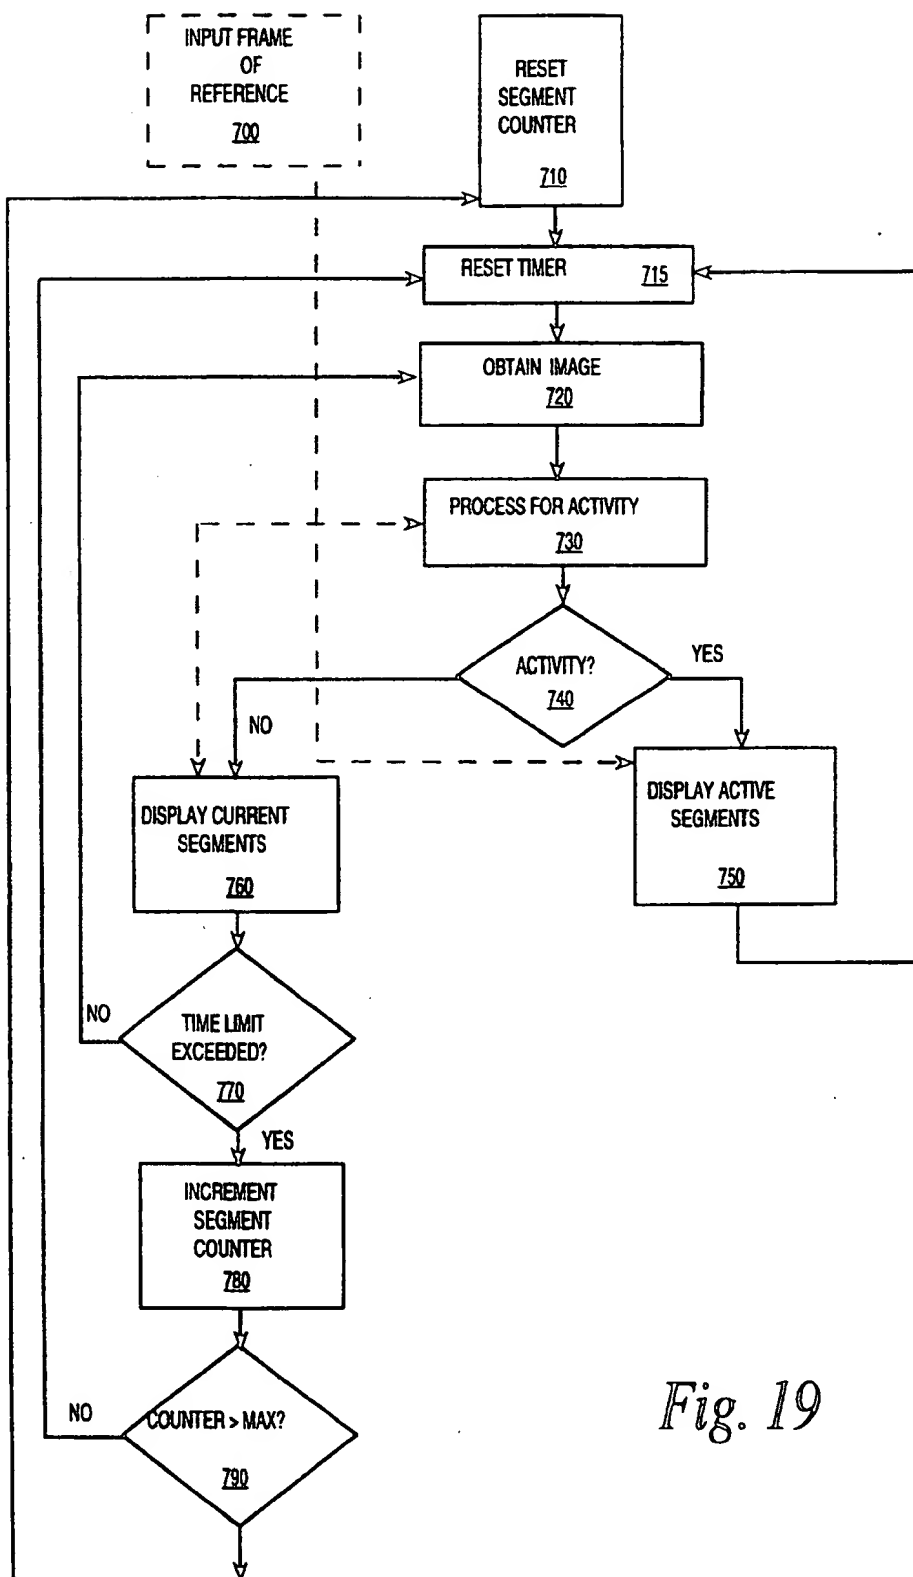 INPUT FRAME
OF
REFERENCE
700
RESET
SEGMENT
COUNTER
710
RESET TIMER 715
OBTAIN IMAGE
720
PROCESS FOR ACTIVITY
730
ACTIVITY?
740
YES
NO
DISPLAY CURRENT
SEGMENTS
760
DISPLAY ACTIVE
SEGMENTS
750
NO
TIME LIMIT
EXCEEDED?
770
YES
INCREMENT
SEGMENT
COUNTER
780
NO
COUNTER > MAX?
790
Fig. 19